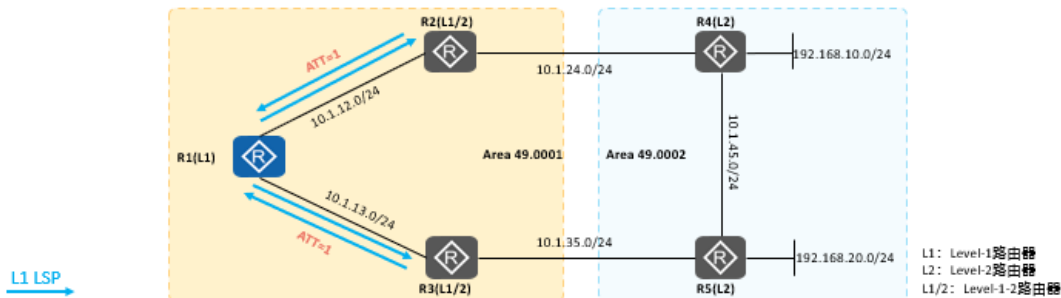 R2(L1/2)
R4(L2)
ATT=1
192.168.10.0/24
10.1.24.0/24
10.1.12.0/24
R
R
R1(L1)
R
Area 49.0001
Area 49.0002
10.1.45.0/24
10.1.13.0/24
ATT=1
10.1.35.0/24
R
R
192.168.20.0/24
R3(L1/2)
R5(L2)
L1 LSP
L1：Level-1路由器
L2：Level-2路由器
L1/2：Level-1-2路由器